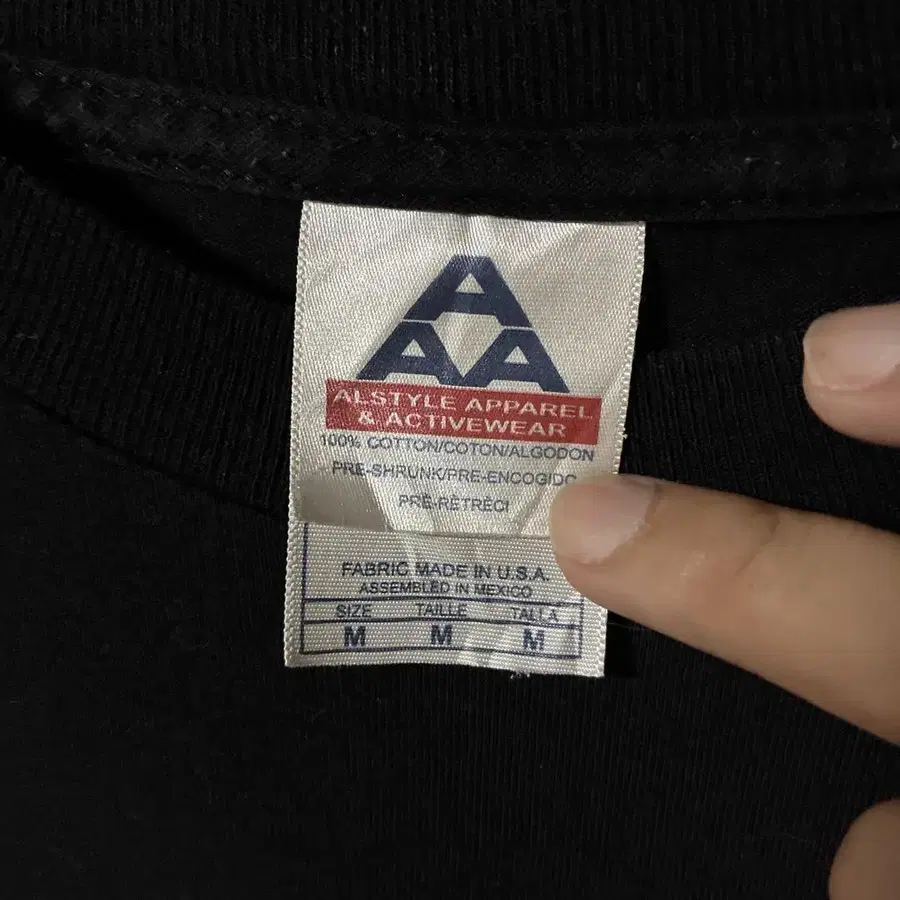 A
AA
ALSTYLE APPAREL
& ACTIVEWEAR
100% COTTON/COTON/ALGODON
PRE-SHRUNK/PRE-ENCOGIDO
PRÉ-RÉTRÉCI
FABRIC MADE IN U.S.A.
ASSEMBLED IN MEXICO
SIZE TAILLE TALLA
M M M